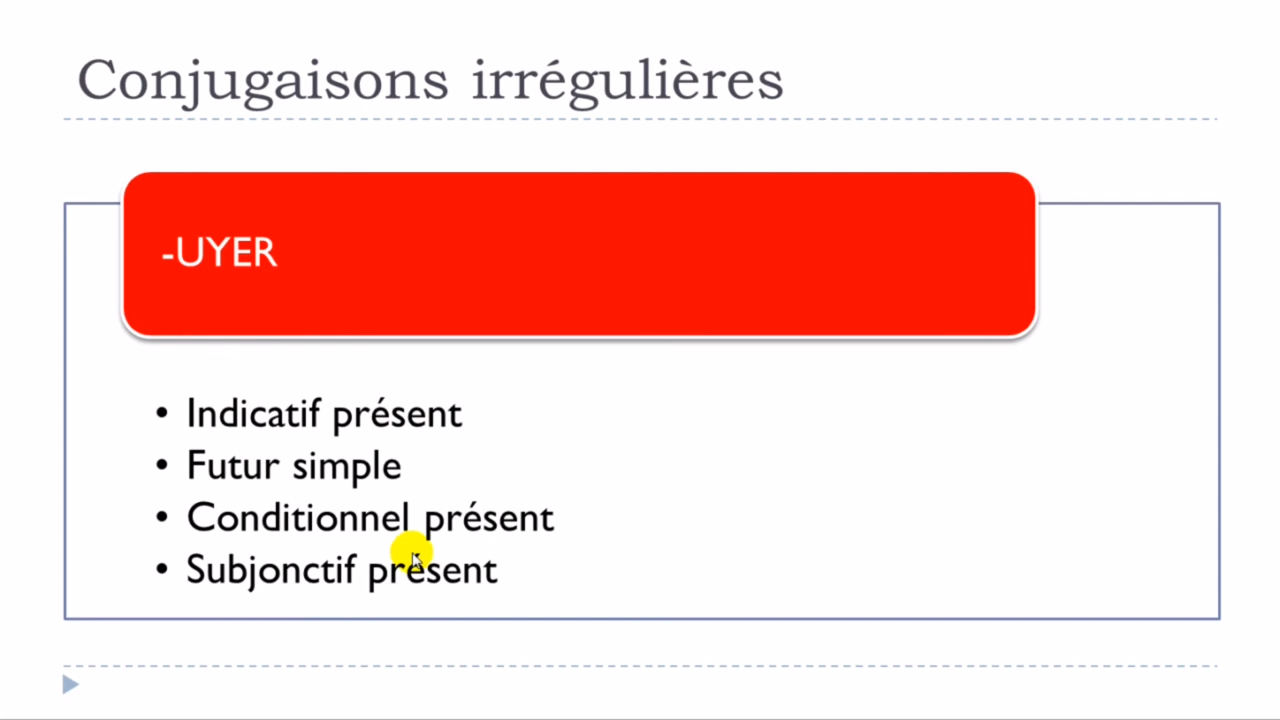 Conjugaisons irrégulières
-UYER
• Indicatif présent
• Futur simple
• Conditionnel présent
• Subjonctif présent